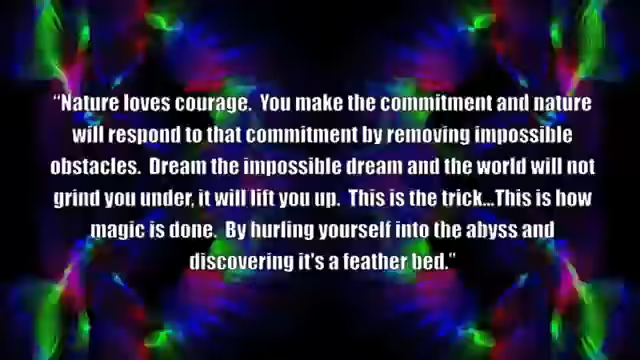 “Nature loves courage.  You make the commitment and nature
will respond to that commitment by removing impossible
obstacles.  Dream the impossible dream and the world will not
grind you under, it will lift you up.  This is the trick...This is how
magic is done.  By hurling yourself into the abyss and
discovering it's a feather bed.”